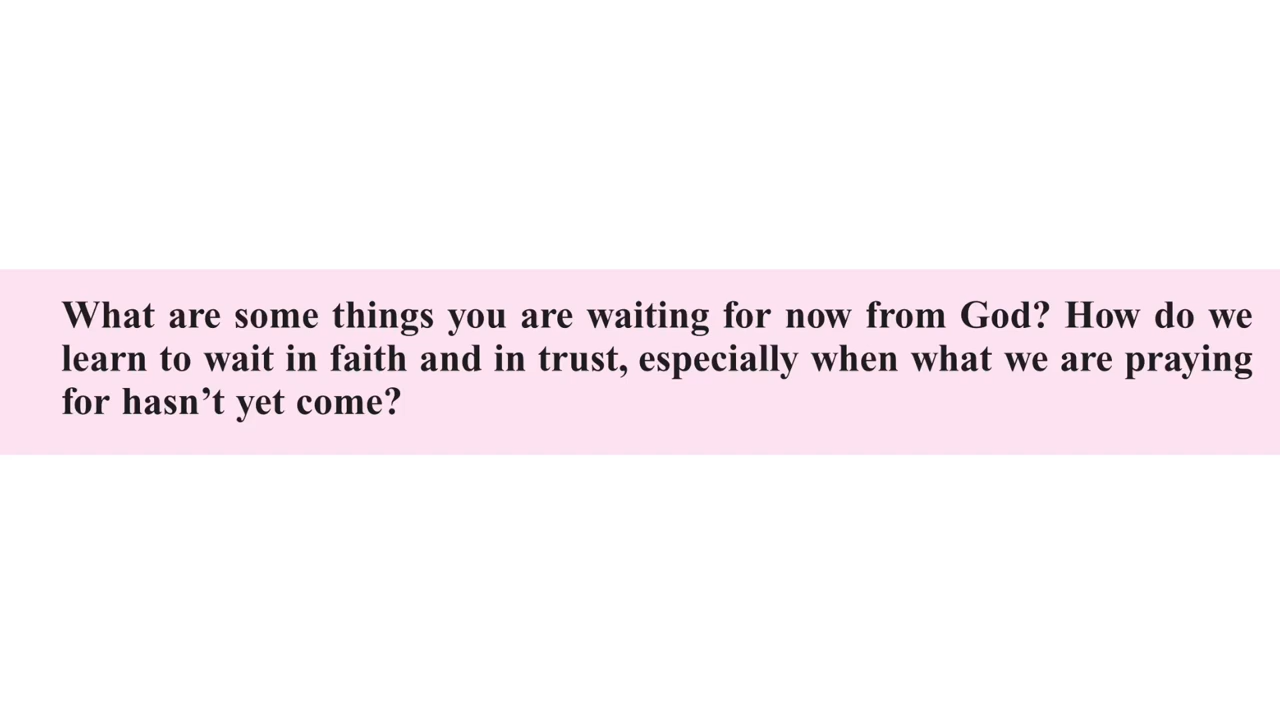 What are some things you are waiting for now from God? How do we
learn to wait in faith and in trust, especially when what we are praying
for hasn’t yet come?